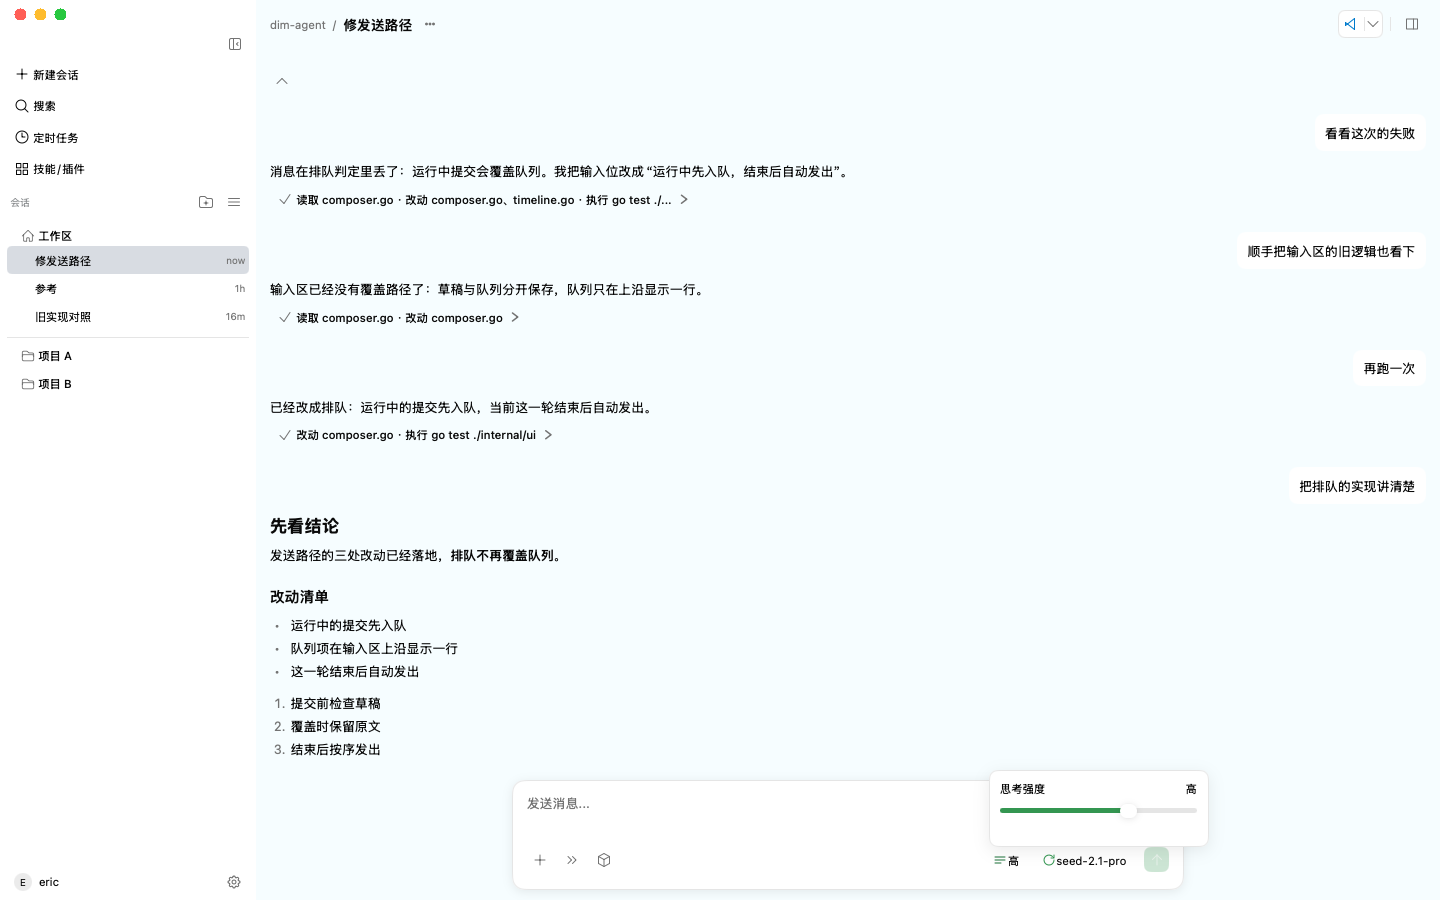 新建会话
搜索
定时任务
技能/插件
会话
工作区
修发送路径 now
参考 1h
旧实现对照 16m
项目 A
项目 B
E eric
dim-agent / 修发送路径 ···
看看这次的失败
消息在排队判定里丢了：运行中提交会覆盖队列。我把输入位改成“运行中先入队，结束后自动发出”。
读取 composer.go · 改动 composer.go、timeline.go · 执行 go test ./...
顺手把输入区的旧逻辑也看下
输入区已经没有覆盖路径了：草稿与队列分开保存，队列只在上沿显示一行。
读取 composer.go · 改动 composer.go
再跑一次
已经改成排队：运行中的提交先入队，当前这一轮结束后自动发出。
改动 composer.go · 执行 go test ./internal/ui
把排队的实现讲清楚
先看结论
发送路径的三处改动已经落地，排队不再覆盖队列。
改动清单
• 运行中的提交先入队
• 队列项在输入区上沿显示一行
• 这一轮结束后自动发出
1. 提交前检查草稿
2. 覆盖时保留原文
3. 结束后按序发出
思考强度 高
发送消息...
高 seed-2.1-pro